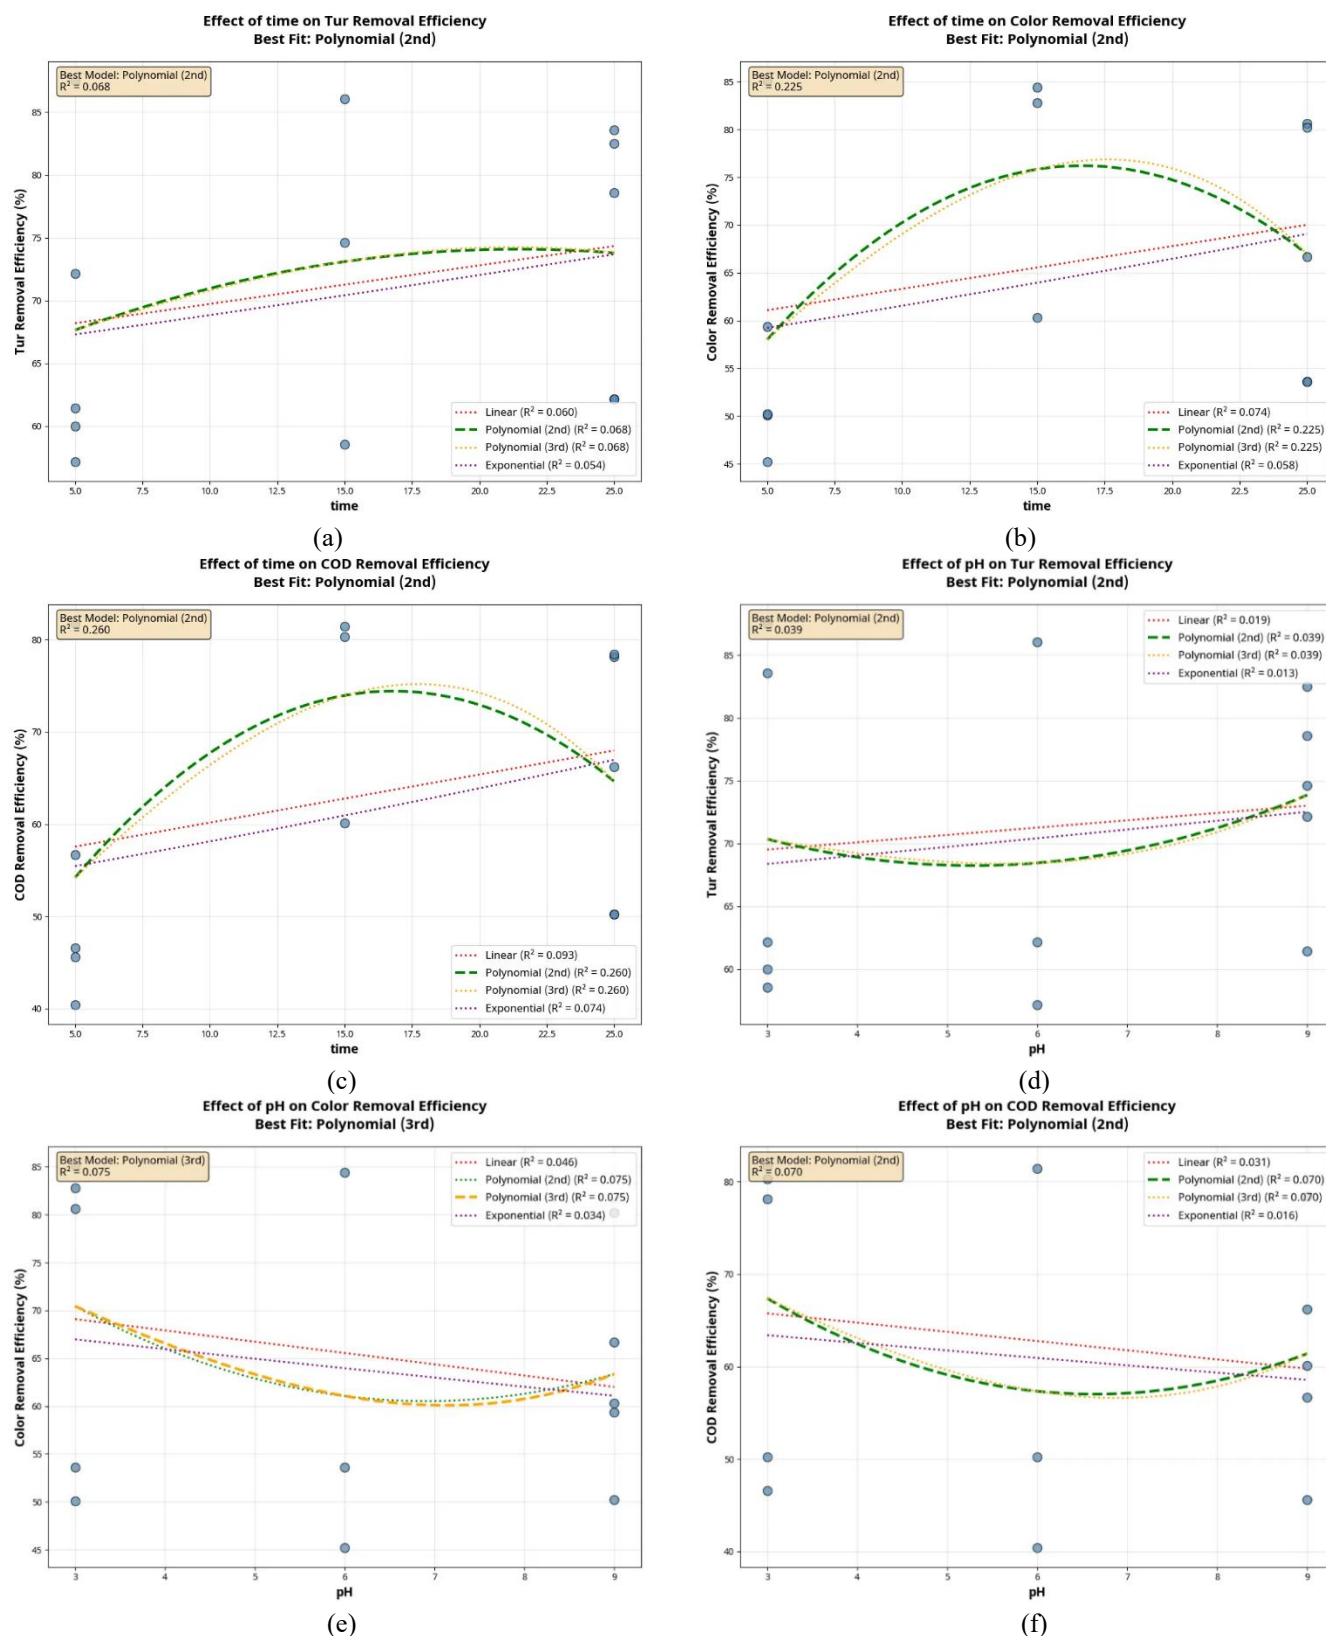 Effect of time on Tur Removal Efficiency
Best Fit: Polynomial (2nd)
Best Model: Polynomial (2nd)
R² = 0.068
85
80
75
70
65
60
Tur Removal Efficiency (%)
Linear (R² = 0.060)
Polynomial (2nd) (R² = 0.068)
Polynomial (3rd) (R² = 0.068)
Exponential (R² = 0.054)
5.0 7.5 10.0 12.5 15.0 17.5 20.0 22.5 25.0
time
(a)
Effect of time on Color Removal Efficiency
Best Fit: Polynomial (2nd)
Best Model: Polynomial (2nd)
R² = 0.225
85
80
75
70
65
60
55
50
45
Color Removal Efficiency (%)
Linear (R² = 0.074)
Polynomial (2nd) (R² = 0.225)
Polynomial (3rd) (R² = 0.225)
Exponential (R² = 0.058)
5.0 7.5 10.0 12.5 15.0 17.5 20.0 22.5 25.0
time
(b)
Effect of time on COD Removal Efficiency
Best Fit: Polynomial (2nd)
Best Model: Polynomial (2nd)
R² = 0.260
80
70
60
50
40
COD Removal Efficiency (%)
Linear (R² = 0.093)
Polynomial (2nd) (R² = 0.260)
Polynomial (3rd) (R² = 0.260)
Exponential (R² = 0.074)
5.0 7.5 10.0 12.5 15.0 17.5 20.0 22.5 25.0
time
(c)
Effect of pH on Tur Removal Efficiency
Best Fit: Polynomial (2nd)
Best Model: Polynomial (2nd)
R² = 0.039
Linear (R² = 0.019)
Polynomial (2nd) (R² = 0.039)
Polynomial (3rd) (R² = 0.039)
Exponential (R² = 0.013)
85
80
75
70
65
60
Tur Removal Efficiency (%)
3 4 5 6 7 8 9
pH
(d)
Effect of pH on Color Removal Efficiency
Best Fit: Polynomial (3rd)
Best Model: Polynomial (3rd)
R² = 0.075
Linear (R² = 0.046)
Polynomial (2nd) (R² = 0.075)
Polynomial (3rd) (R² = 0.075)
Exponential (R² = 0.034)
85
80
75
70
65
60
55
50
45
Color Removal Efficiency (%)
3 4 5 6 7 8 9
pH
(e)
Effect of pH on COD Removal Efficiency
Best Fit: Polynomial (2nd)
Best Model: Polynomial (2nd)
R² = 0.070
Linear (R² = 0.031)
Polynomial (2nd) (R² = 0.070)
Polynomial (3rd) (R² = 0.070)
Exponential (R² = 0.016)
80
70
60
50
40
COD Removal Efficiency (%)
3 4 5 6 7 8 9
pH
(f)